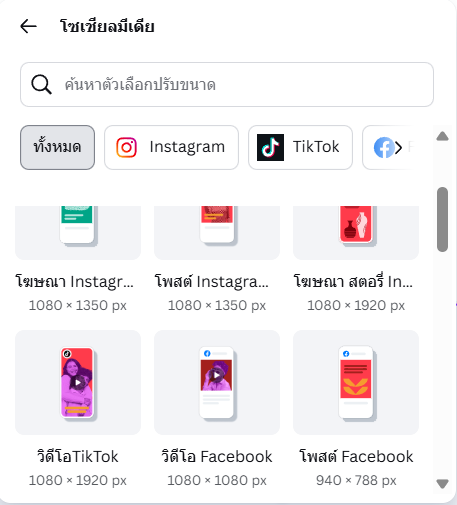 โซเชียลมีเดีย
ค้นหาตัวเลือกปรับขนาด
ทั้งหมด
Instagram
TikTok
โฆษณา Instagr...
โพสต์ Instagra...
โฆษณา สตอรี่ In...
1080 × 1350 px
1080 × 1350 px
1080 × 1920 px
วิดีโอTikTok
วิดีโอ Facebook
โพสต์ Facebook
1080 × 1920 px
1080 × 1080 px
940 × 788 px